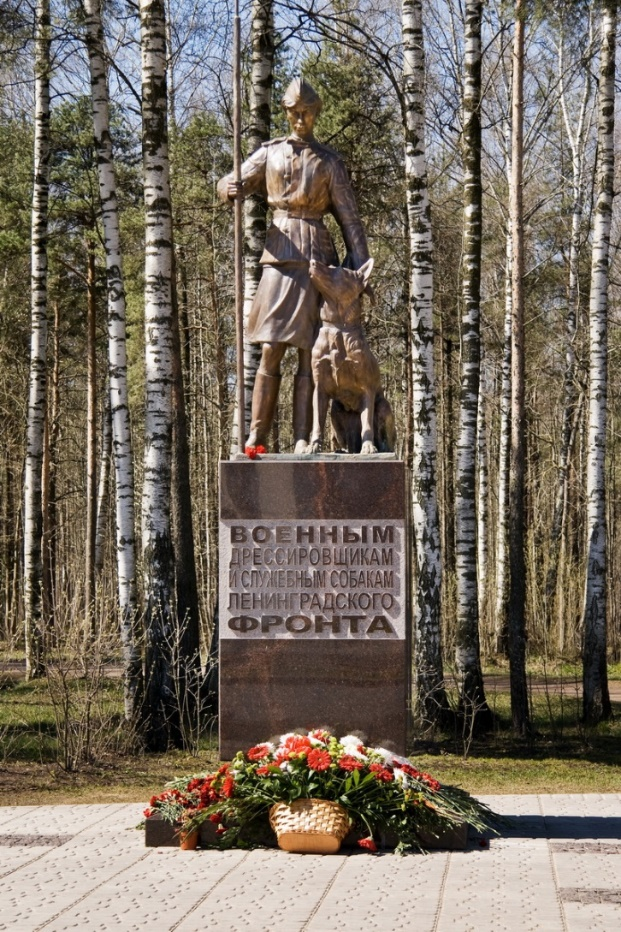 ВОЕННЫМ
ДРЕССИРОВЩИКАМ
И СЛУЖЕБНЫМ СОБАКАМ
ЛЕНИНГРАДСКОГО
ФРОНТА